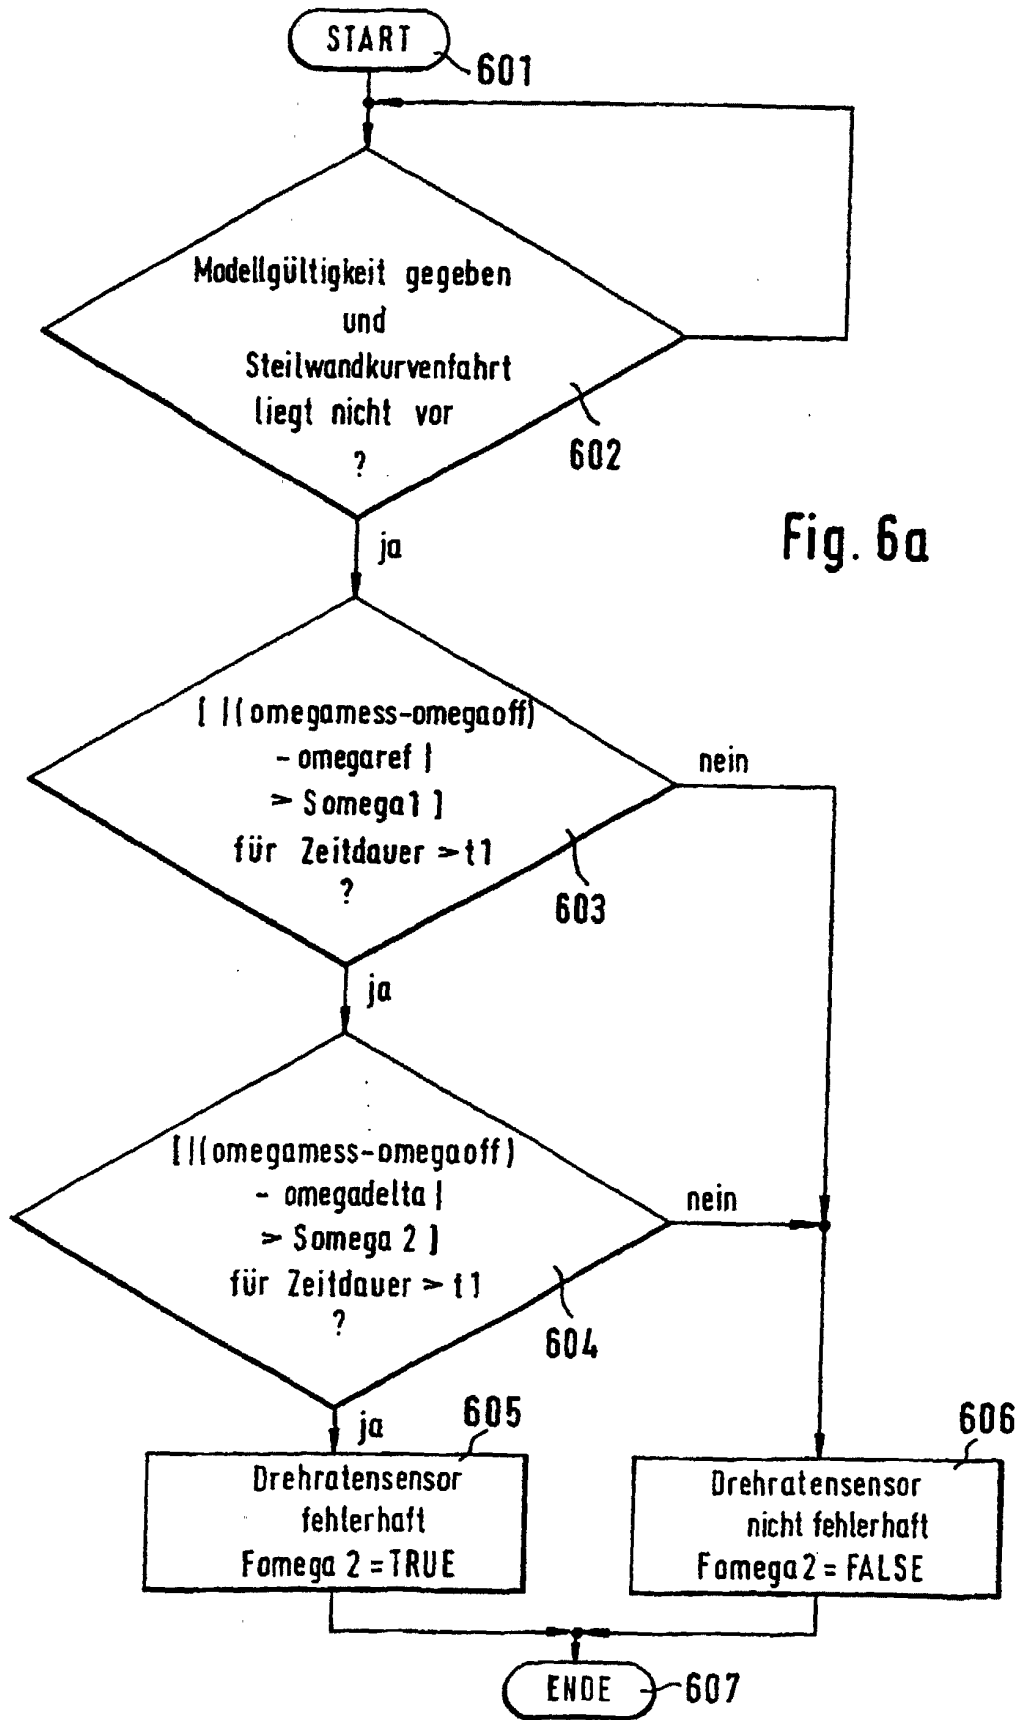 START
601
Modellgültigkeit gegeben
und
Steilwandkurvenfahrt
liegt nicht vor
?
602
ja
Fig. 6a
[ |(omegamess-omegaoff)
- omegaref |
> Somega1 ]
für Zeitdauer > t1
?
603
nein
ja
[ |(omegamess-omegaoff)
- omegadelta |
> Somega 2 ]
für Zeitdauer > t1
?
604
nein
ja
605
Drehratensensor
fehlerhaft
Fomega 2 = TRUE
606
Drehratensensor
nicht fehlerhaft
Fomega 2 = FALSE
ENDE
607